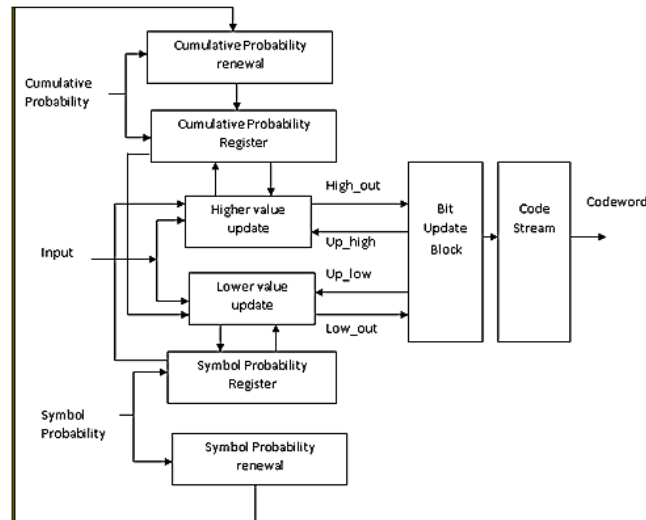 Cumulative Probability
renewal
Cumulative
Probability
Cumulative Probability
Register
High_out
Higher value
update
Up_high
Bit
Update
Block
Code
Stream
Codeword
Input
Up_low
Lower value
update
Low_out
Symbol Probability
Register
Symbol
Probability
Symbol Probability
renewal